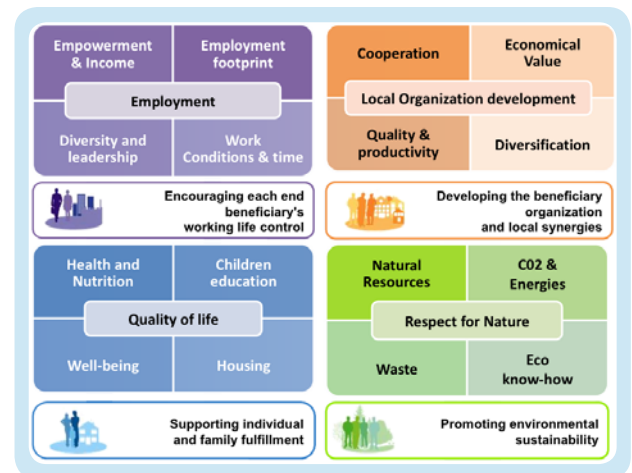 Empowerment
& Income
Employment
footprint
Employment
Diversity and
leadership
Work
Conditions & time
Encouraging each end
beneficiary's
working life control
Cooperation
Economical
Value
Local Organization development
Quality &
productivity
Diversification
Developing the beneficiary
organization
and local synergies
Health and
Nutrition
Children
education
Quality of life
Well-being
Housing
Supporting individual
and family fulfillment
Natural
Resources
C02 &
Energies
Respect for Nature
Waste
Eco
know-how
Promoting environmental
sustainability